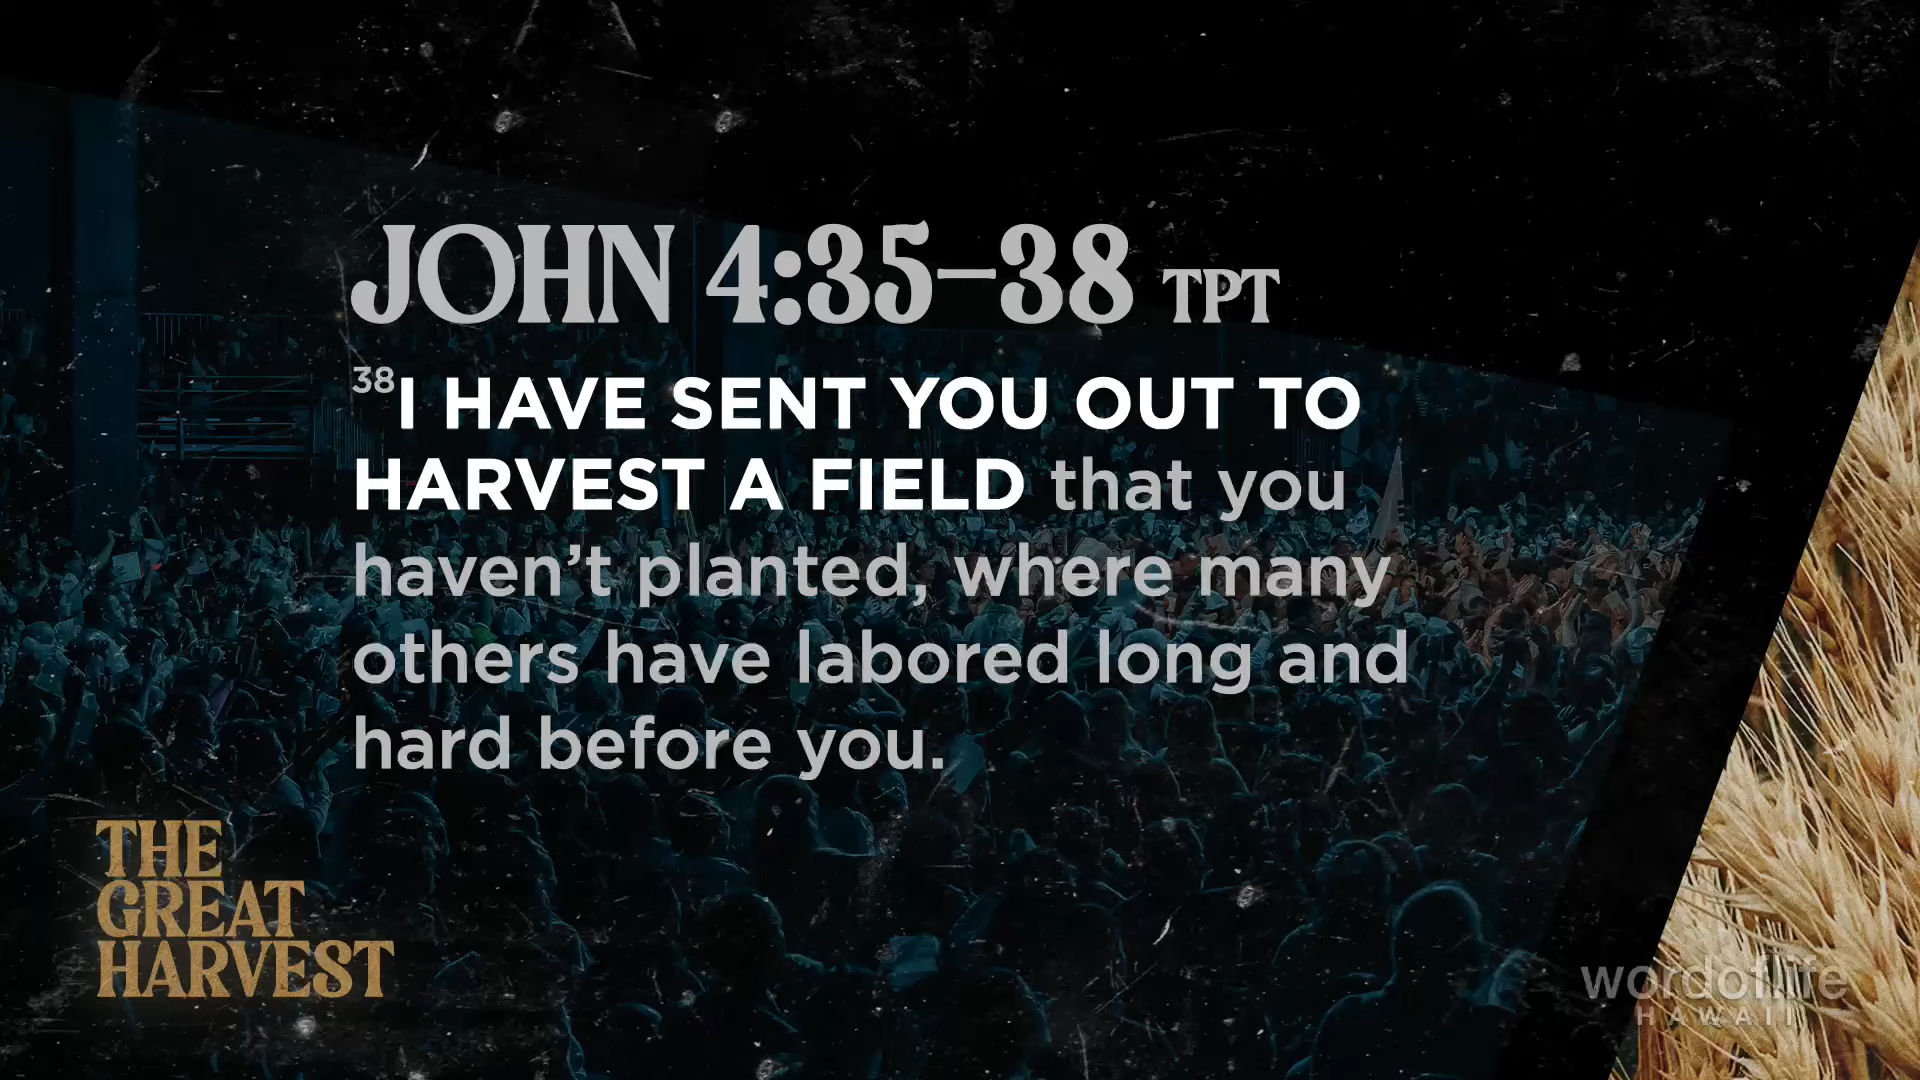 JOHN 4:35–38 TPT
38I HAVE SENT YOU OUT TO
HARVEST A FIELD that you
haven’t planted, where many
others have labored long and
hard before you.
THE
GREAT
HARVEST
wordoflife
HAWAII